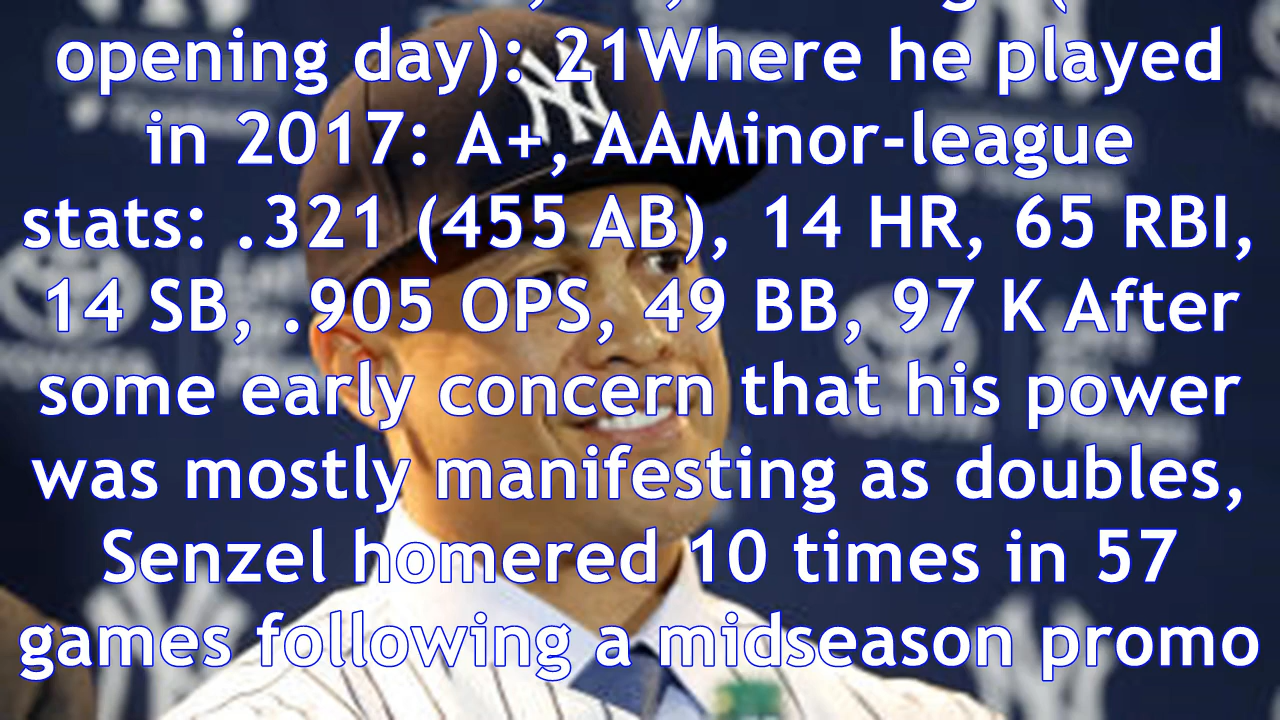 opening day): 21Where he played
in 2017: A+, AAMinor-league
stats: .321 (455 AB), 14 HR, 65 RBI,
14 SB, .905 OPS, 49 BB, 97 K After
some early concern that his power
was mostly manifesting as doubles,
Senzel homered 10 times in 57
games following a midseason promo